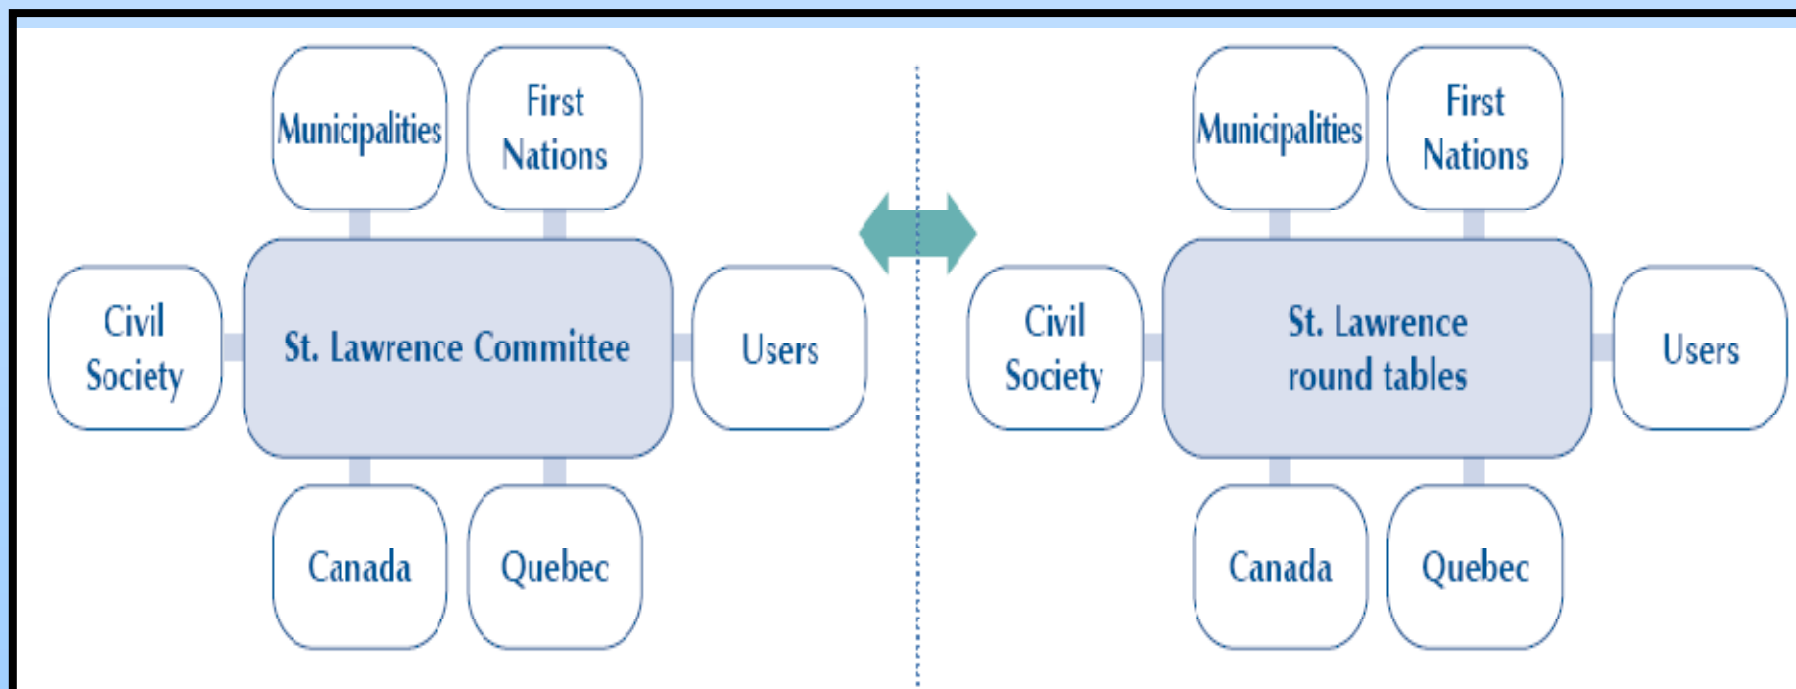 Municipalities
First
Nations
Civil
Society
St. Lawrence Committee
Users
Canada
Quebec
Municipalities
First
Nations
Civil
Society
St. Lawrence
round tables
Users
Canada
Quebec